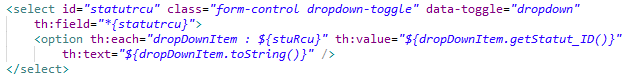 <select id="statutrcu" class="form-control dropdown-toggle" data-toggle="dropdown"
th:field="*{statutrcu}">
<option th:each="dropDownItem : ${stuRcu}" th:value="${dropDownItem.getStatut_ID()}"
th:text="${dropDownItem.toString()}" />
</select>